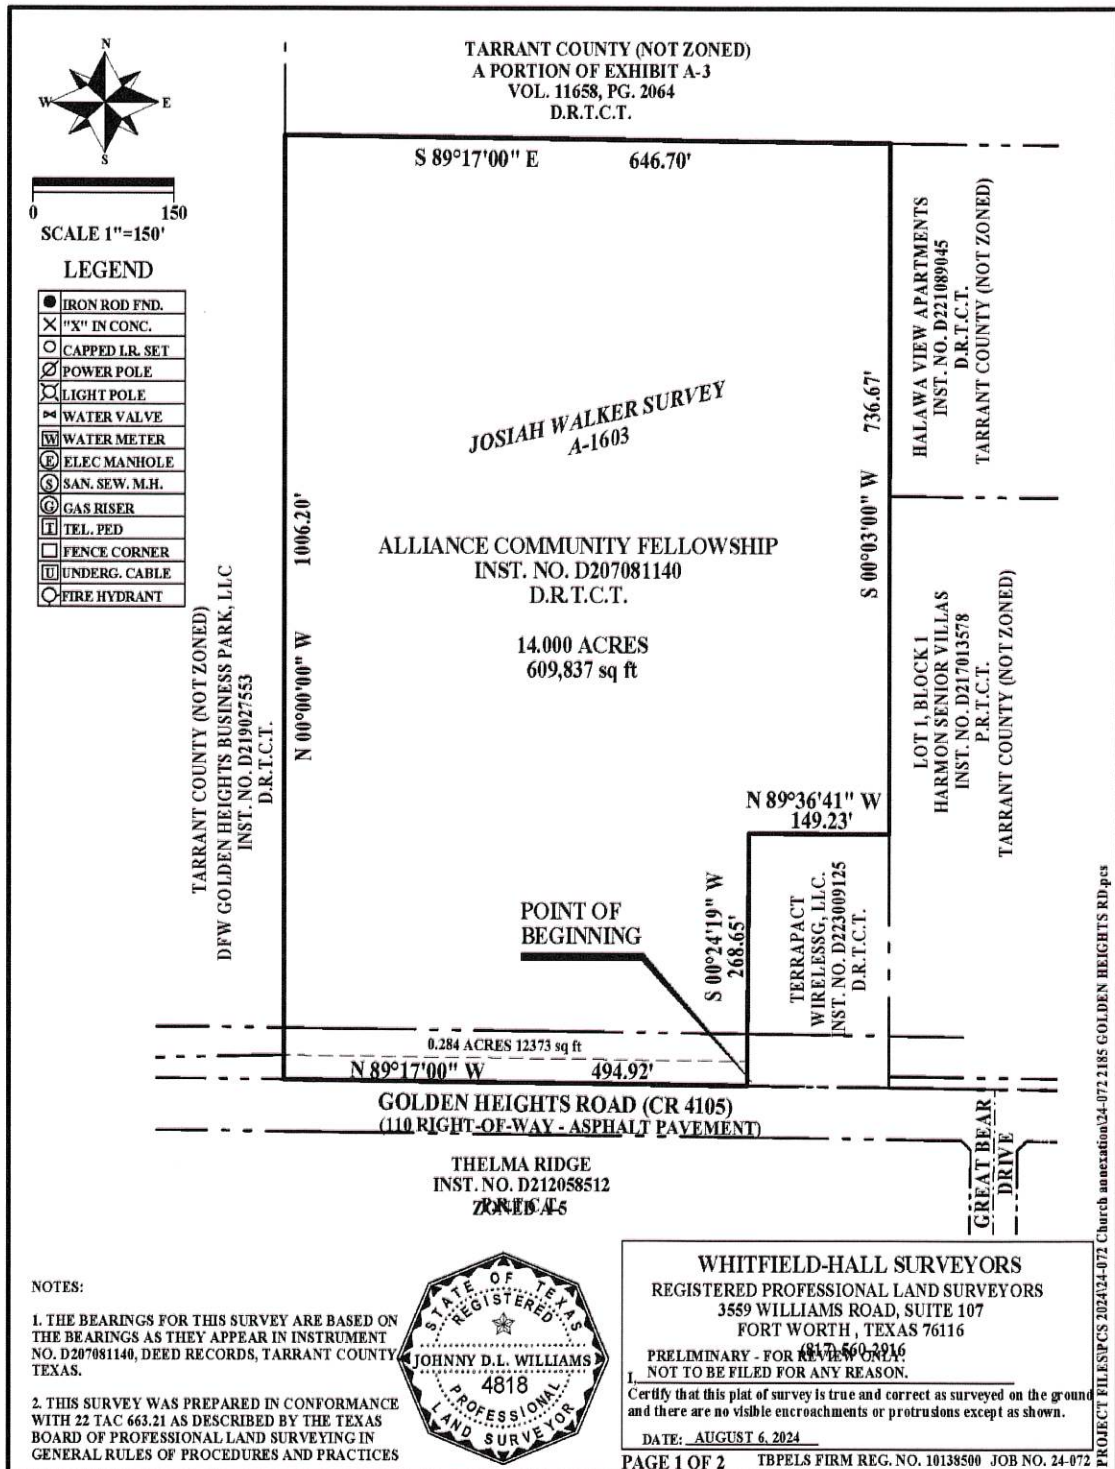 N
W
E
S
0 150
SCALE 1"=150'
LEGEND
IRON ROD FND.
"X" IN CONC.
CAPPED I.R. SET
POWER POLE
LIGHT POLE
WATER VALVE
W WATER METER
E ELEC MANHOLE
S SAN. SEW. M.H.
G GAS RISER
T TEL. PED
FENCE CORNER
U UNDERG. CABLE
FIRE HYDRANT
TARRANT COUNTY (NOT ZONED)
A PORTION OF EXHIBIT A-3
VOL. 11658, PG. 2064
D.R.T.C.T.
S 89°17'00" E 646.70'
HALAWA VIEW APARTMENTS
INST. NO. D221089045
D.R.T.C.T.
TARRANT COUNTY (NOT ZONED)
JOSIAH WALKER SURVEY
A-1603
S 00°03'00" W 736.67'
N 00°00'00" W 1006.20'
ALLIANCE COMMUNITY FELLOWSHIP
INST. NO. D207081140
D.R.T.C.T.
14.000 ACRES
609,837 sq ft
TARRANT COUNTY (NOT ZONED)
DFW GOLDEN HEIGHTS BUSINESS PARK, LLC
INST. NO. D219027553
D.R.T.C.T.
LOT 1, BLOCK 1
HARMON SENIOR VILLAS
INST. NO. D217013578
P.R.T.C.T.
TARRANT COUNTY (NOT ZONED)
N 89°36'41" W
149.23'
POINT OF
BEGINNING
S 00°24'19" W
268.65'
TERRAPACT
WIRELESSG, LLC.
INST. NO. D223009125
D.R.T.C.T.
0.284 ACRES 12373 sq ft
N 89°17'00" W 494.92'
GOLDEN HEIGHTS ROAD (CR 4105)
(110 RIGHT-OF-WAY - ASPHALT PAVEMENT)
THELMA RIDGE
INST. NO. D212058512
P.R.T.C.T.
ZONED A-5
GREAT BEAR
DRIVE
NOTES:
1. THE BEARINGS FOR THIS SURVEY ARE BASED ON
THE BEARINGS AS THEY APPEAR IN INSTRUMENT
NO. D207081140, DEED RECORDS, TARRANT COUNTY
TEXAS.
2. THIS SURVEY WAS PREPARED IN CONFORMANCE
WITH 22 TAC 663.21 AS DESCRIBED BY THE TEXAS
BOARD OF PROFESSIONAL LAND SURVEYING IN
GENERAL RULES OF PROCEDURES AND PRACTICES
STATE OF TEXAS
REGISTERED
JOHNNY D.L. WILLIAMS
4818
PROFESSIONAL
LAND SURVEYOR
WHITFIELD-HALL SURVEYORS
REGISTERED PROFESSIONAL LAND SURVEYORS
3559 WILLIAMS ROAD, SUITE 107
FORT WORTH , TEXAS 76116
(817) 560-2916
PRELIMINARY - FOR REVIEW ONLY.
I, NOT TO BE FILED FOR ANY REASON.
Certify that this plat of survey is true and correct as surveyed on the ground
and there are no visible encroachments or protrusions except as shown.
DATE: AUGUST 6, 2024
PAGE 1 OF 2 TBPELS FIRM REG. NO. 10138500 JOB NO. 24-072
PROJECT FILES\PCS 2024\24-072 Church annexation\24-072 2185 GOLDEN HEIGHTS RD.pcs